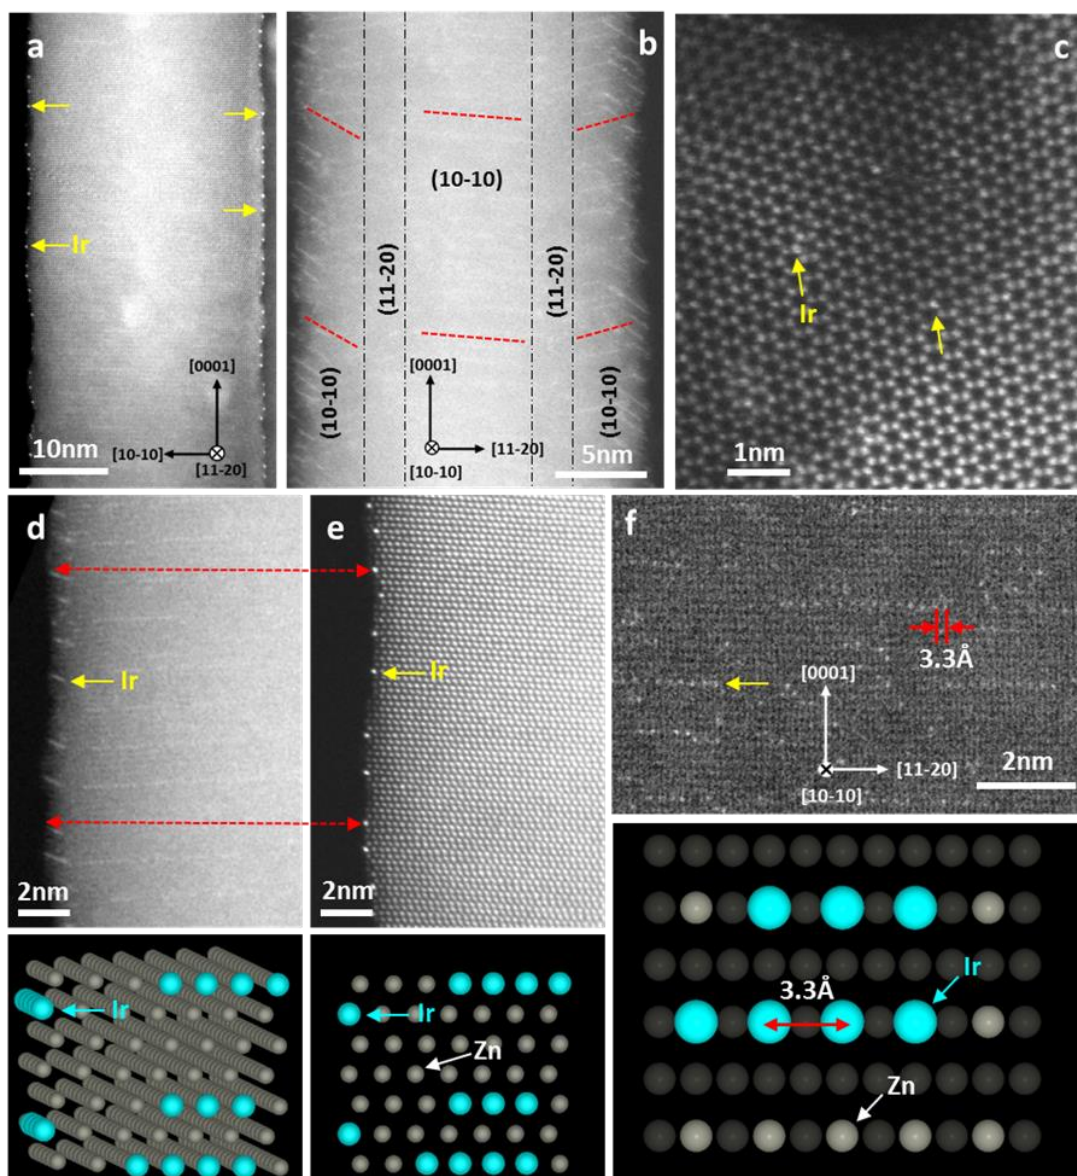 a
Ir
[0001]
[10-10]
[11-20]
10nm
b
(10-10)
(11-20)
(11-20)
(10-10)
(10-10)
[0001]
[11-20]
[10-10]
5nm
c
Ir
1nm
d
Ir
2nm
e
Ir
2nm
f
3.3Å
[0001]
[11-20]
[10-10]
2nm
Ir
Ir
Zn
3.3Å
Ir
Zn